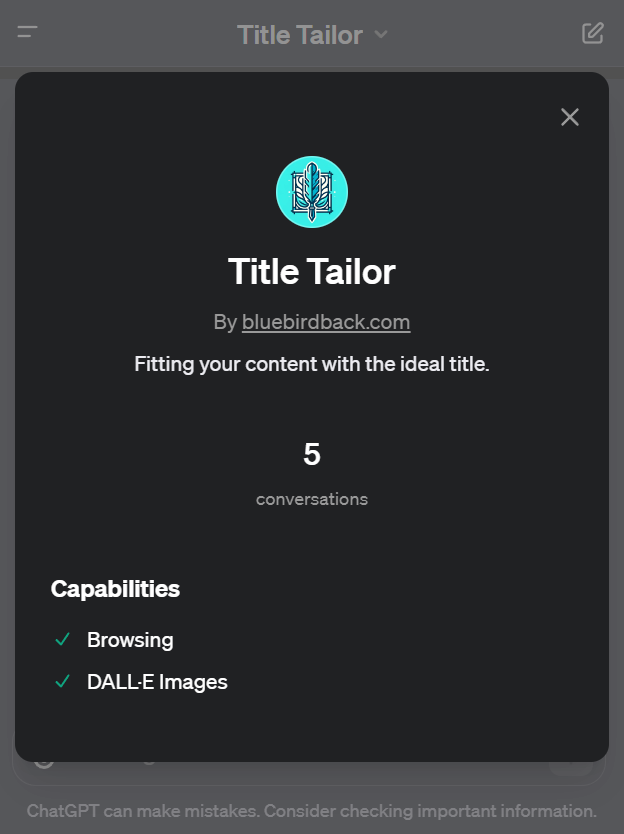 Title Tailor
Title Tailor
By bluebirdback.com
Fitting your content with the ideal title.
5
conversations
Capabilities
Browsing
DALL·E Images
ChatGPT can make mistakes. Consider checking important information.